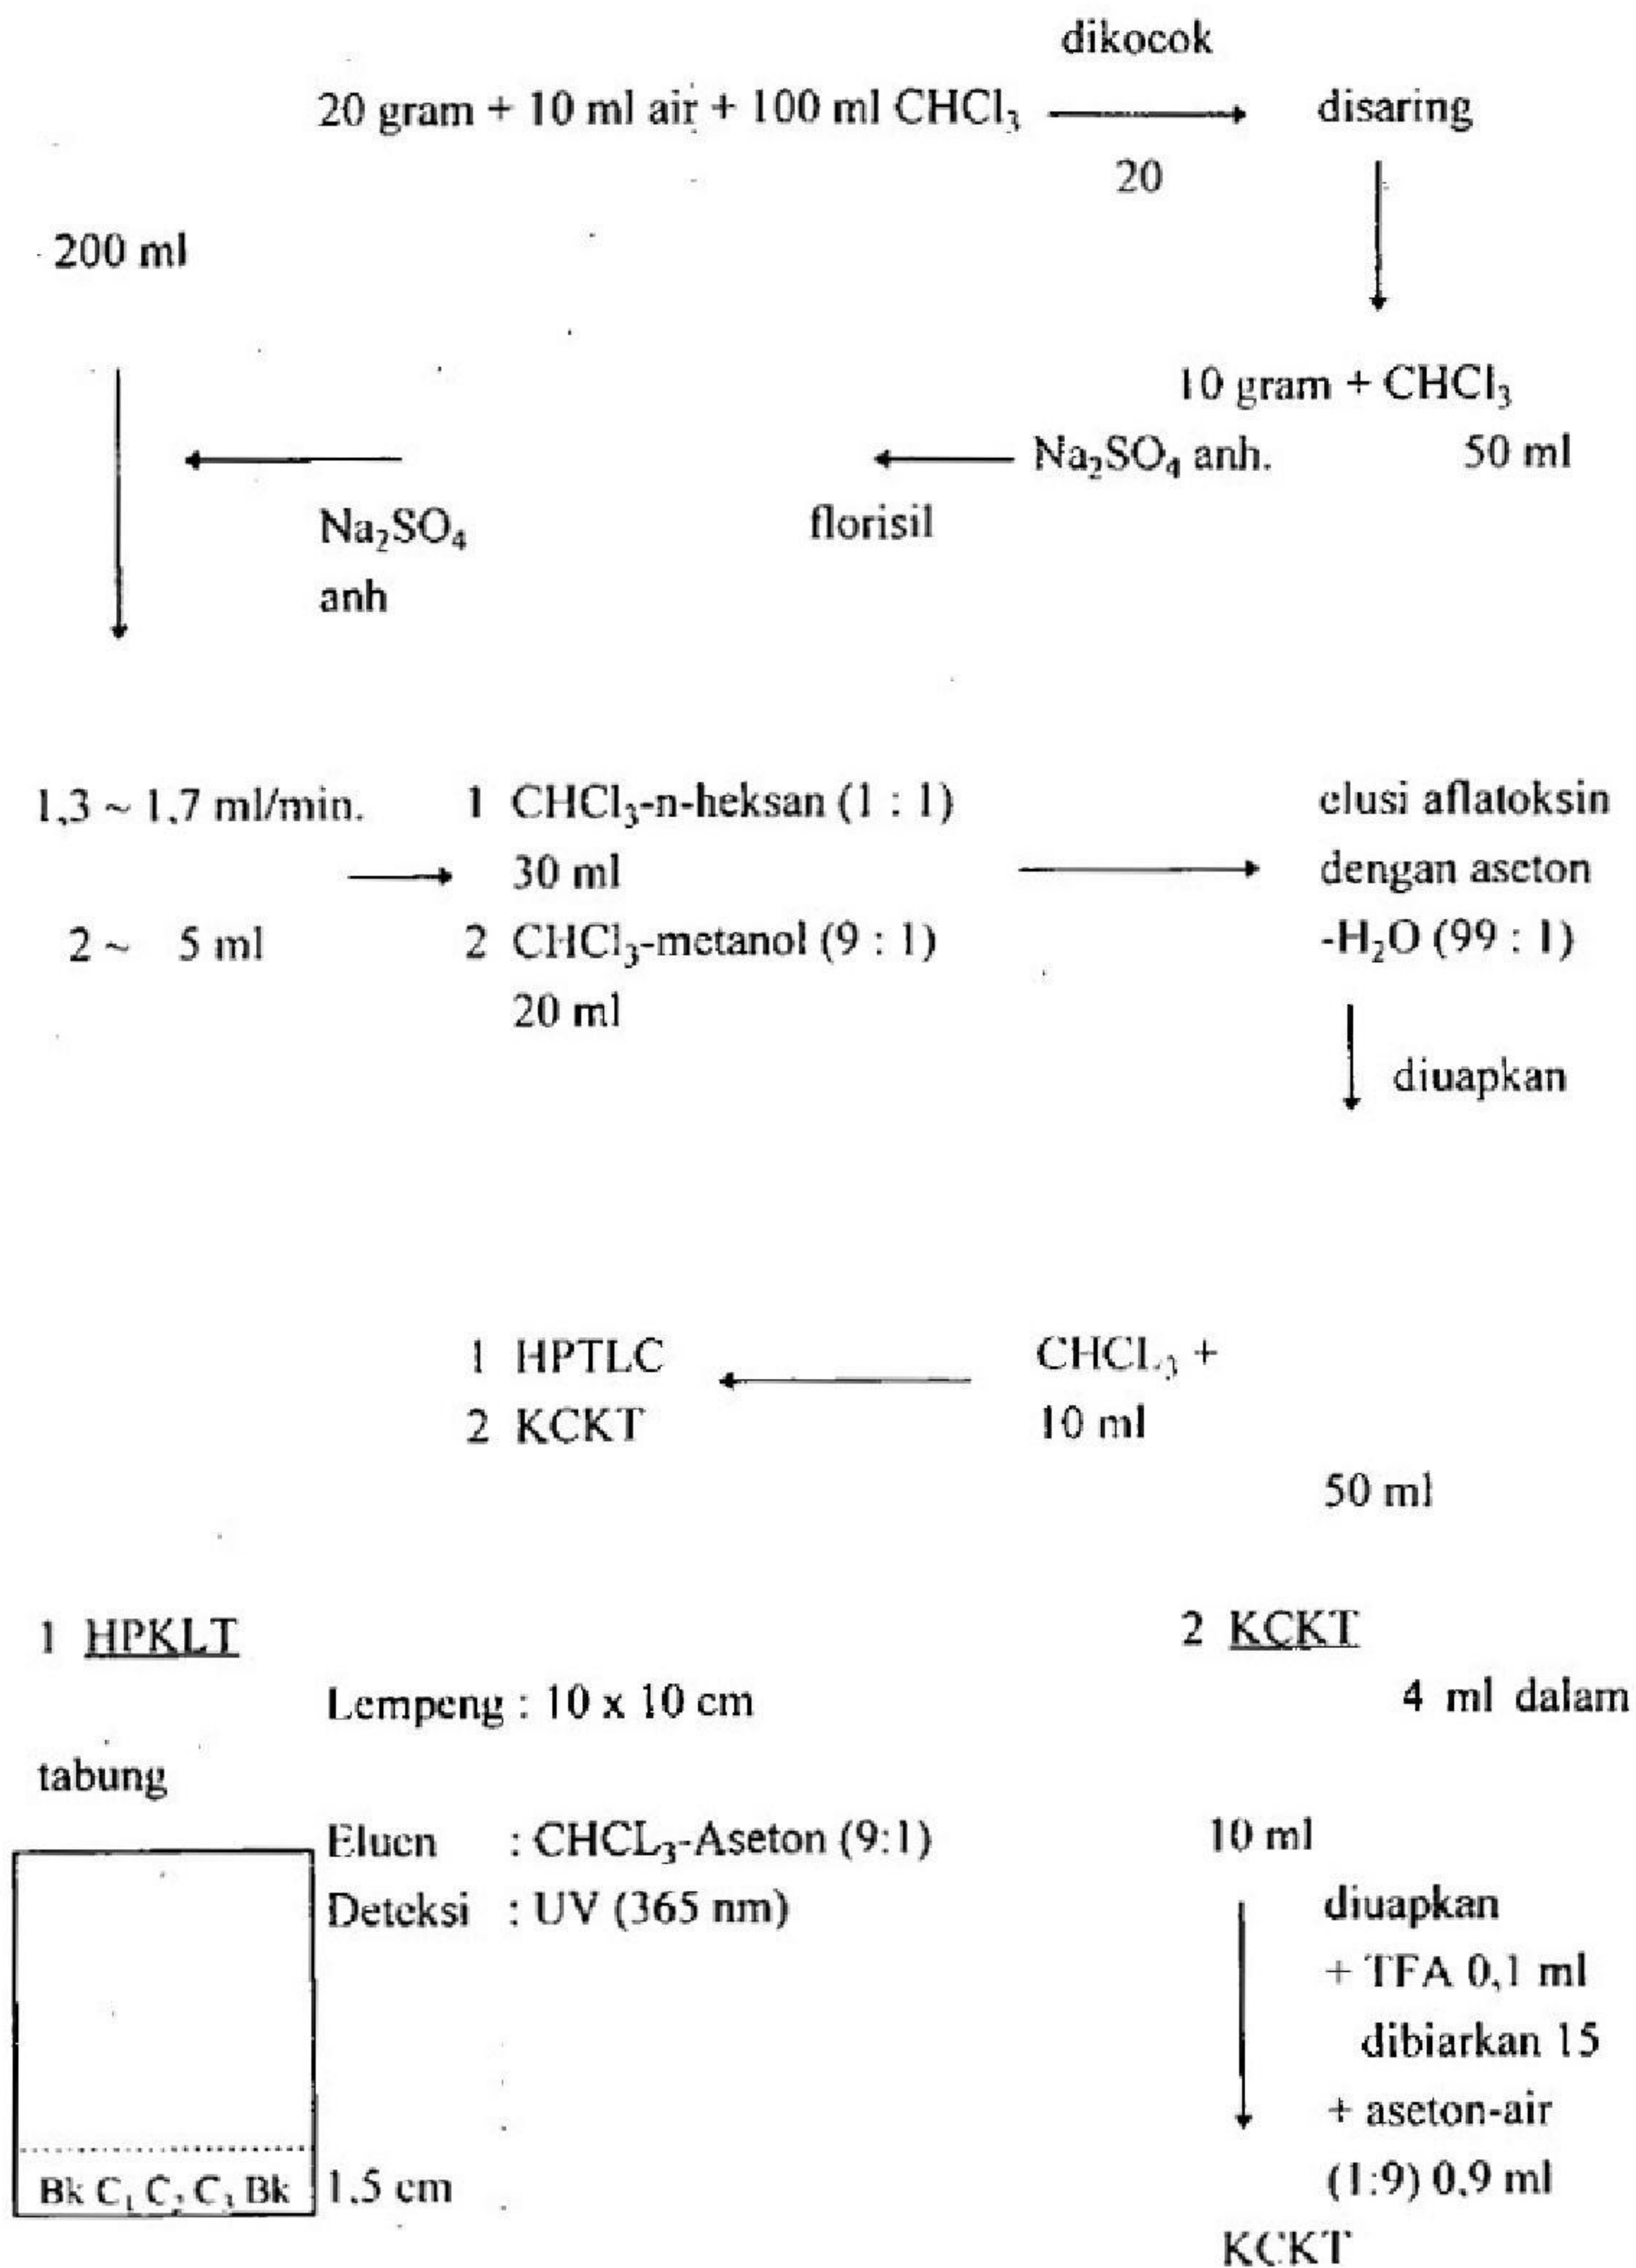 dikocok
20 gram + 10 ml air + 100 ml CHCl₃ disaring
20
200 ml
10 gram + CHCl₃
Na₂SO₄ anh. 50 ml
florisil
Na₂SO₄
anh
1,3 ~ 1,7 ml/min. 1 CHCl₃-n-heksan (1 : 1) elusi aflatoksin
30 ml dengan aseton
2 ~ 5 ml 2 CHCl₃-metanol (9 : 1) -H₂O (99 : 1)
20 ml
diuapkan
1 HPTLC CHCL₃ +
2 KCKT 10 ml
50 ml
1 HPKLT 2 KCKT
Lempeng : 10 x 10 cm 4 ml dalam
tabung
Eluen : CHCL₃-Aseton (9:1) 10 ml
Deteksi : UV (365 nm) diuapkan
+ TFA 0,1 ml
dibiarkan 15
+ aseton-air
Bk C₁ C₂ C₃ Bk 1,5 cm (1:9) 0,9 ml
KCKT